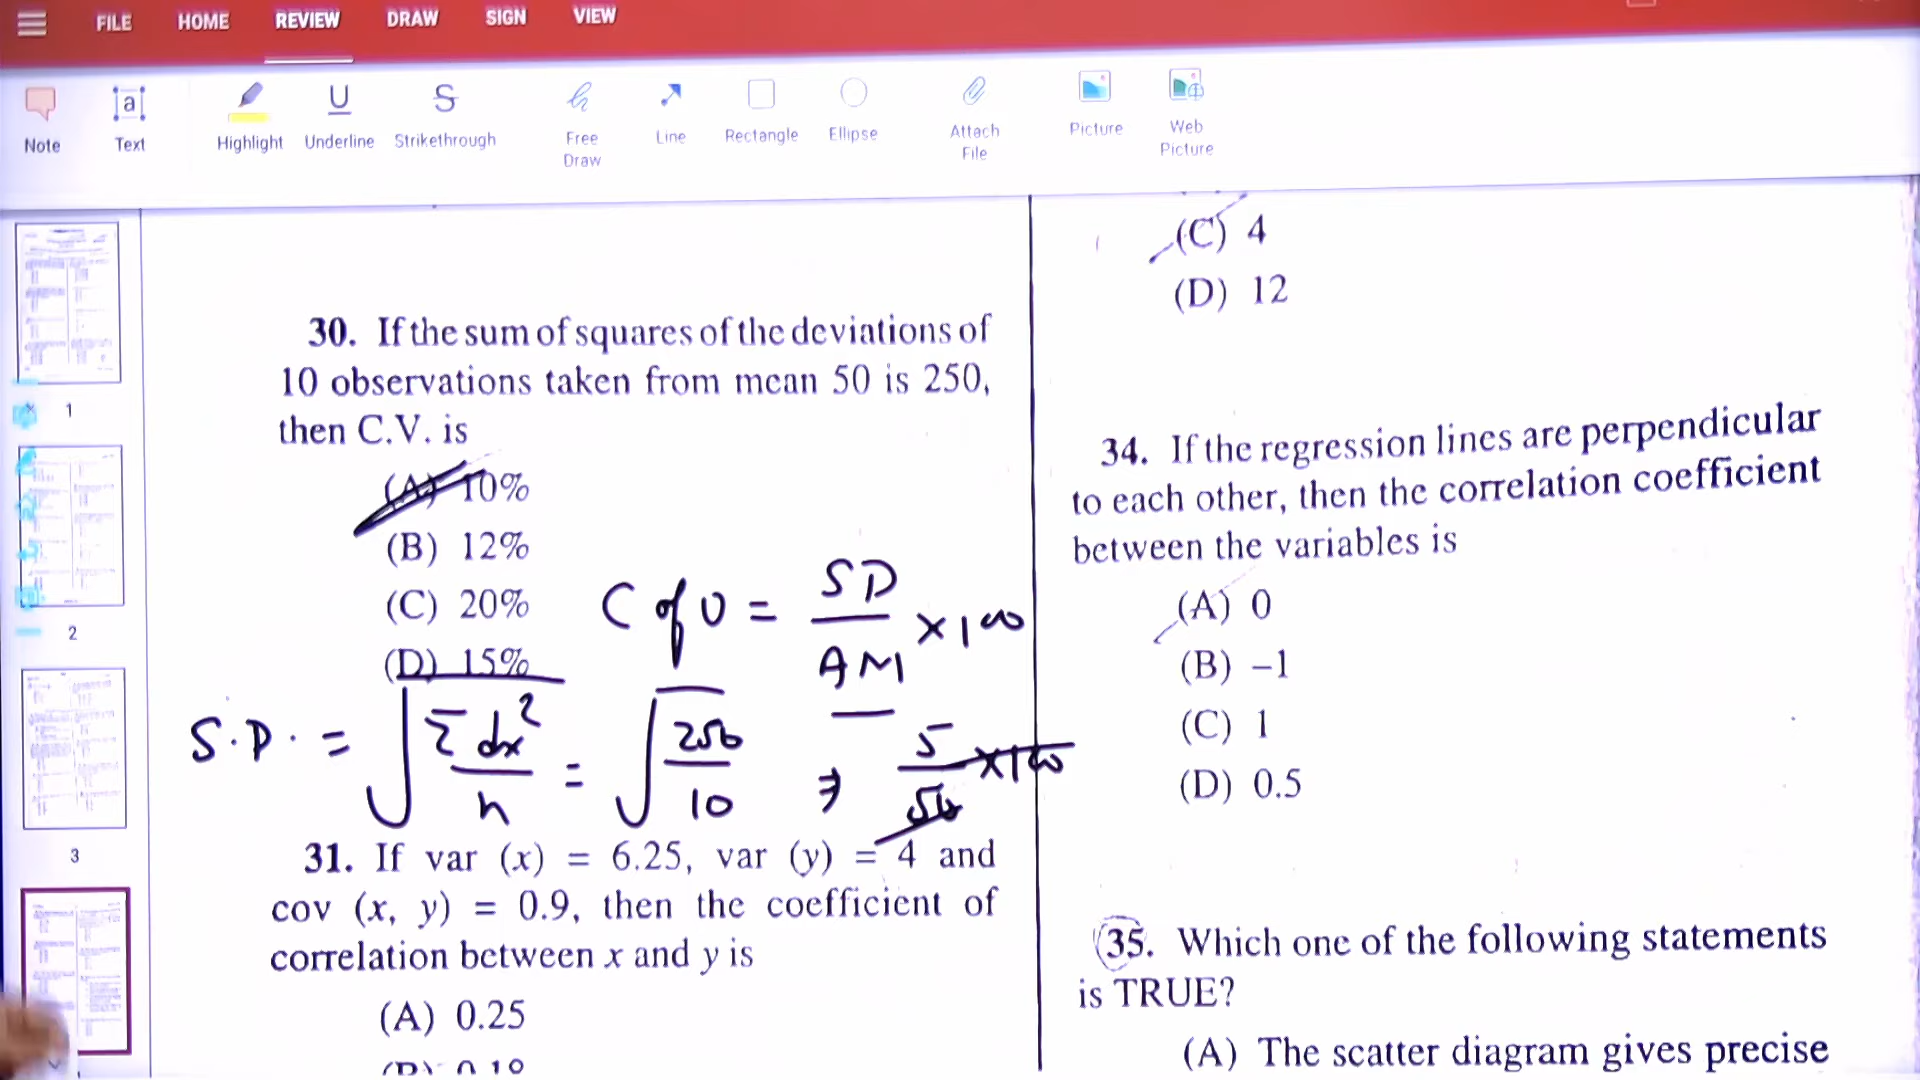 FILE HOME REVIEW DRAW SIGN VIEW
Note Text Highlight Underline Strikethrough Free Draw Line Rectangle Ellipse Attach File Picture Web Picture
1
2
3
30. If the sum of squares of the deviations of
10 observations taken from mean 50 is 250,
then C.V. is
(A) 10%
(B) 12%
(C) 20%
(D) 15%
C of V = SD / AM × 100
S.D. = √ Σdx² / n = √ 250 / 10 ⇒ 5 / 50 × 100
31. If var (x) = 6.25, var (y) = 4 and
cov (x, y) = 0.9, then the coefficient of
correlation between x and y is
(A) 0.25
(C) 4
(D) 12
34. If the regression lines are perpendicular
to each other, then the correlation coefficient
between the variables is
(A) 0
(B) –1
(C) 1
(D) 0.5
35. Which one of the following statements
is TRUE?
(A) The scatter diagram gives precise